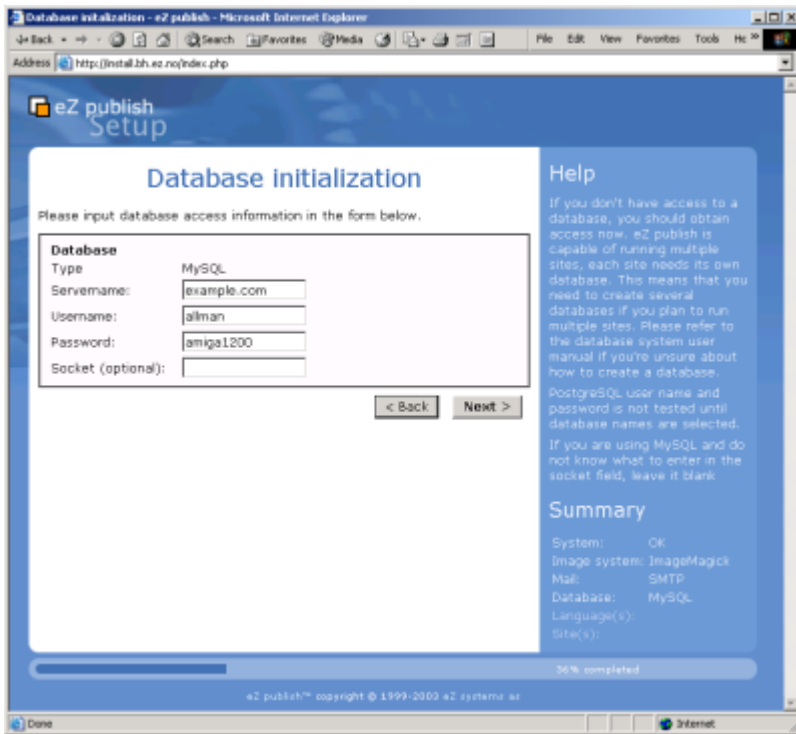 Database initalization - eZ publish - Microsoft Internet Explorer
Back Search Favorites Media File Edit View Favorites Tools He »
Address http://install.bh.ez.no/index.php
eZ publish
Setup
Database initialization
Please input database access information in the form below.
Database
Type MySQL
Servername: example.com
Username: allman
Password: amiga1200
Socket (optional):
< Back Next >
Help
If you don't have access to a
database, you should obtain
access now. eZ publish is
capable of running multiple
sites, each site needs its own
database. This means that you
need to create several
databases if you plan to run
multiple sites. Please refer to
the database system user
manual if you're unsure about
how to create a database.
PostgreSQL user name and
password is not tested until
database names are selected.
If you are using MySQL and do
not know what to enter in the
socket field, leave it blank
Summary
System: OK
Image system: ImageMagick
Mail: SMTP
Database: MySQL
Language(s):
Site(s):
36% completed
eZ publish™ copyright © 1999-2003 eZ systems as
Done Internet